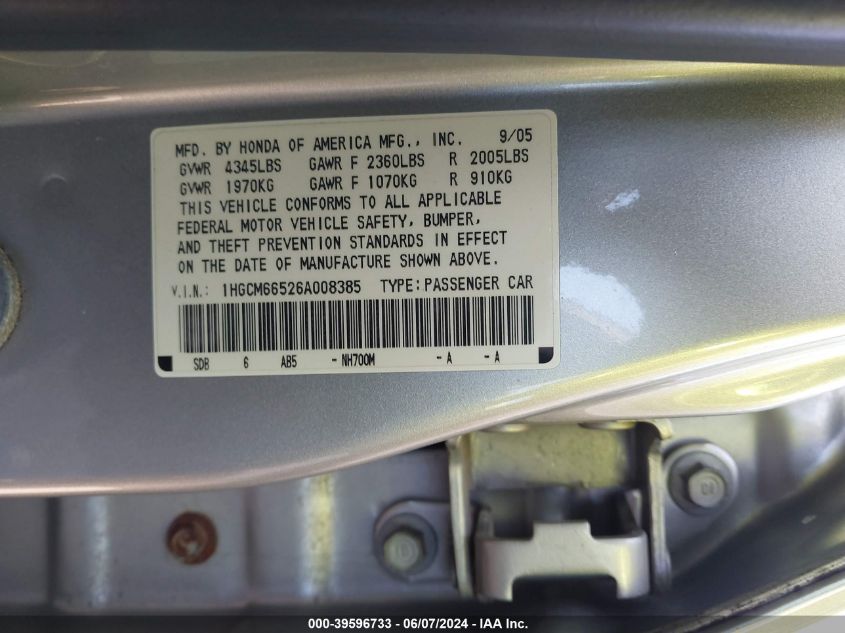 MFD. BY HONDA OF AMERICA MFG., INC. 9/05
GVWR 4345LBS GAWR F 2360LBS R 2005LBS
GVWR 1970KG GAWR F 1070KG R 910KG
THIS VEHICLE CONFORMS TO ALL APPLICABLE
FEDERAL MOTOR VEHICLE SAFETY, BUMPER,
AND THEFT PREVENTION STANDARDS IN EFFECT
ON THE DATE OF MANUFACTURE SHOWN ABOVE.
V.I.N.: 1HGCM66526A008385 TYPE: PASSENGER CAR
SDB 6 AB5 - NH700M - A - A
000-39596733 - 06/07/2024 - IAA Inc.